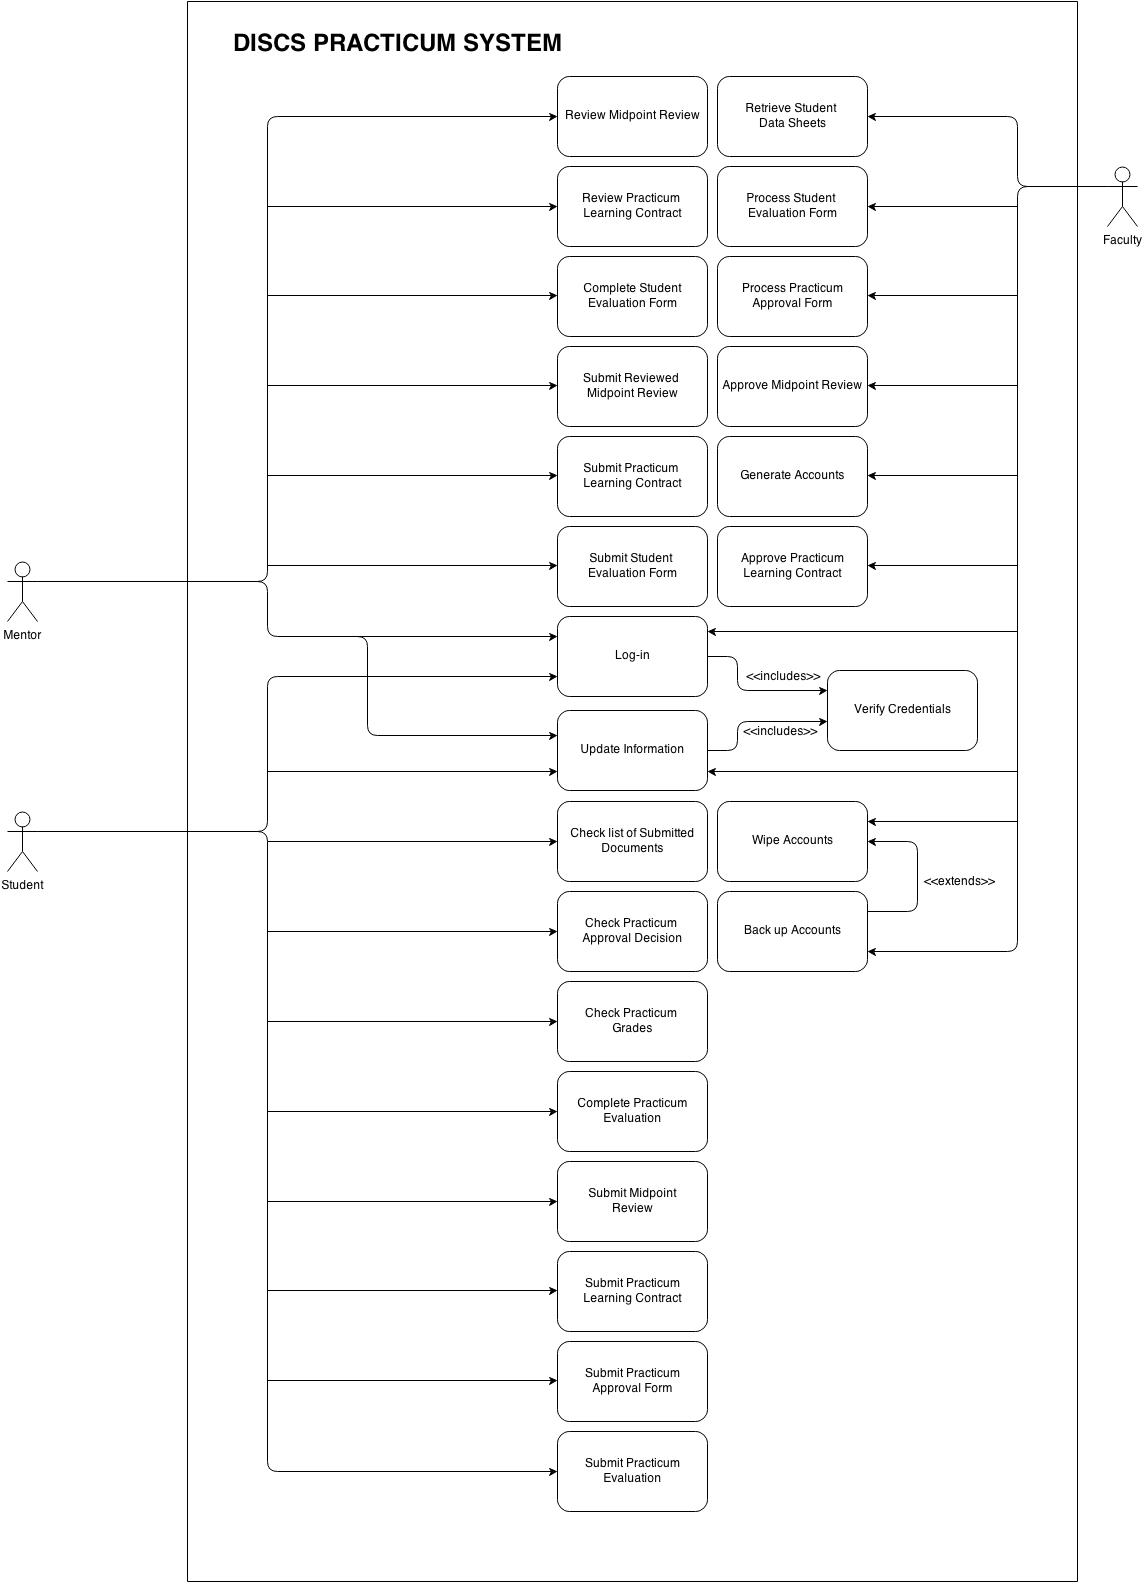 DISCS PRACTICUM SYSTEM
Review Midpoint Review
Retrieve Student
Data Sheets
Review Practicum
Learning Contract
Process Student
Evaluation Form
Faculty
Complete Student
Evaluation Form
Process Practicum
Approval Form
Submit Reviewed
Midpoint Review
Approve Midpoint Review
Submit Practicum
Learning Contract
Generate Accounts
Submit Student
Evaluation Form
Approve Practicum
Learning Contract
Mentor
Log-in
<<includes>>
Verify Credentials
<<includes>>
Update Information
Check list of Submitted
Documents
Wipe Accounts
Student
<<extends>>
Check Practicum
Approval Decision
Back up Accounts
Check Practicum
Grades
Complete Practicum
Evaluation
Submit Midpoint
Review
Submit Practicum
Learning Contract
Submit Practicum
Approval Form
Submit Practicum
Evaluation